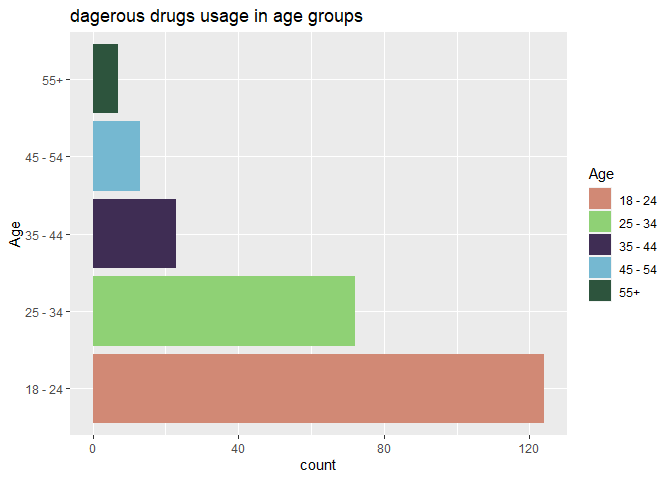 dagerous drugs usage in age groups
55+
45 - 54
35 - 44
25 - 34
18 - 24
Age
0 40 80 120
count
Age
18 - 24
25 - 34
35 - 44
45 - 54
55+